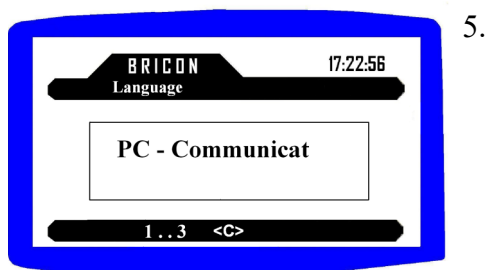 5.
BRICON 17:22:56
Language
PC - Communicat
1..3 <C>